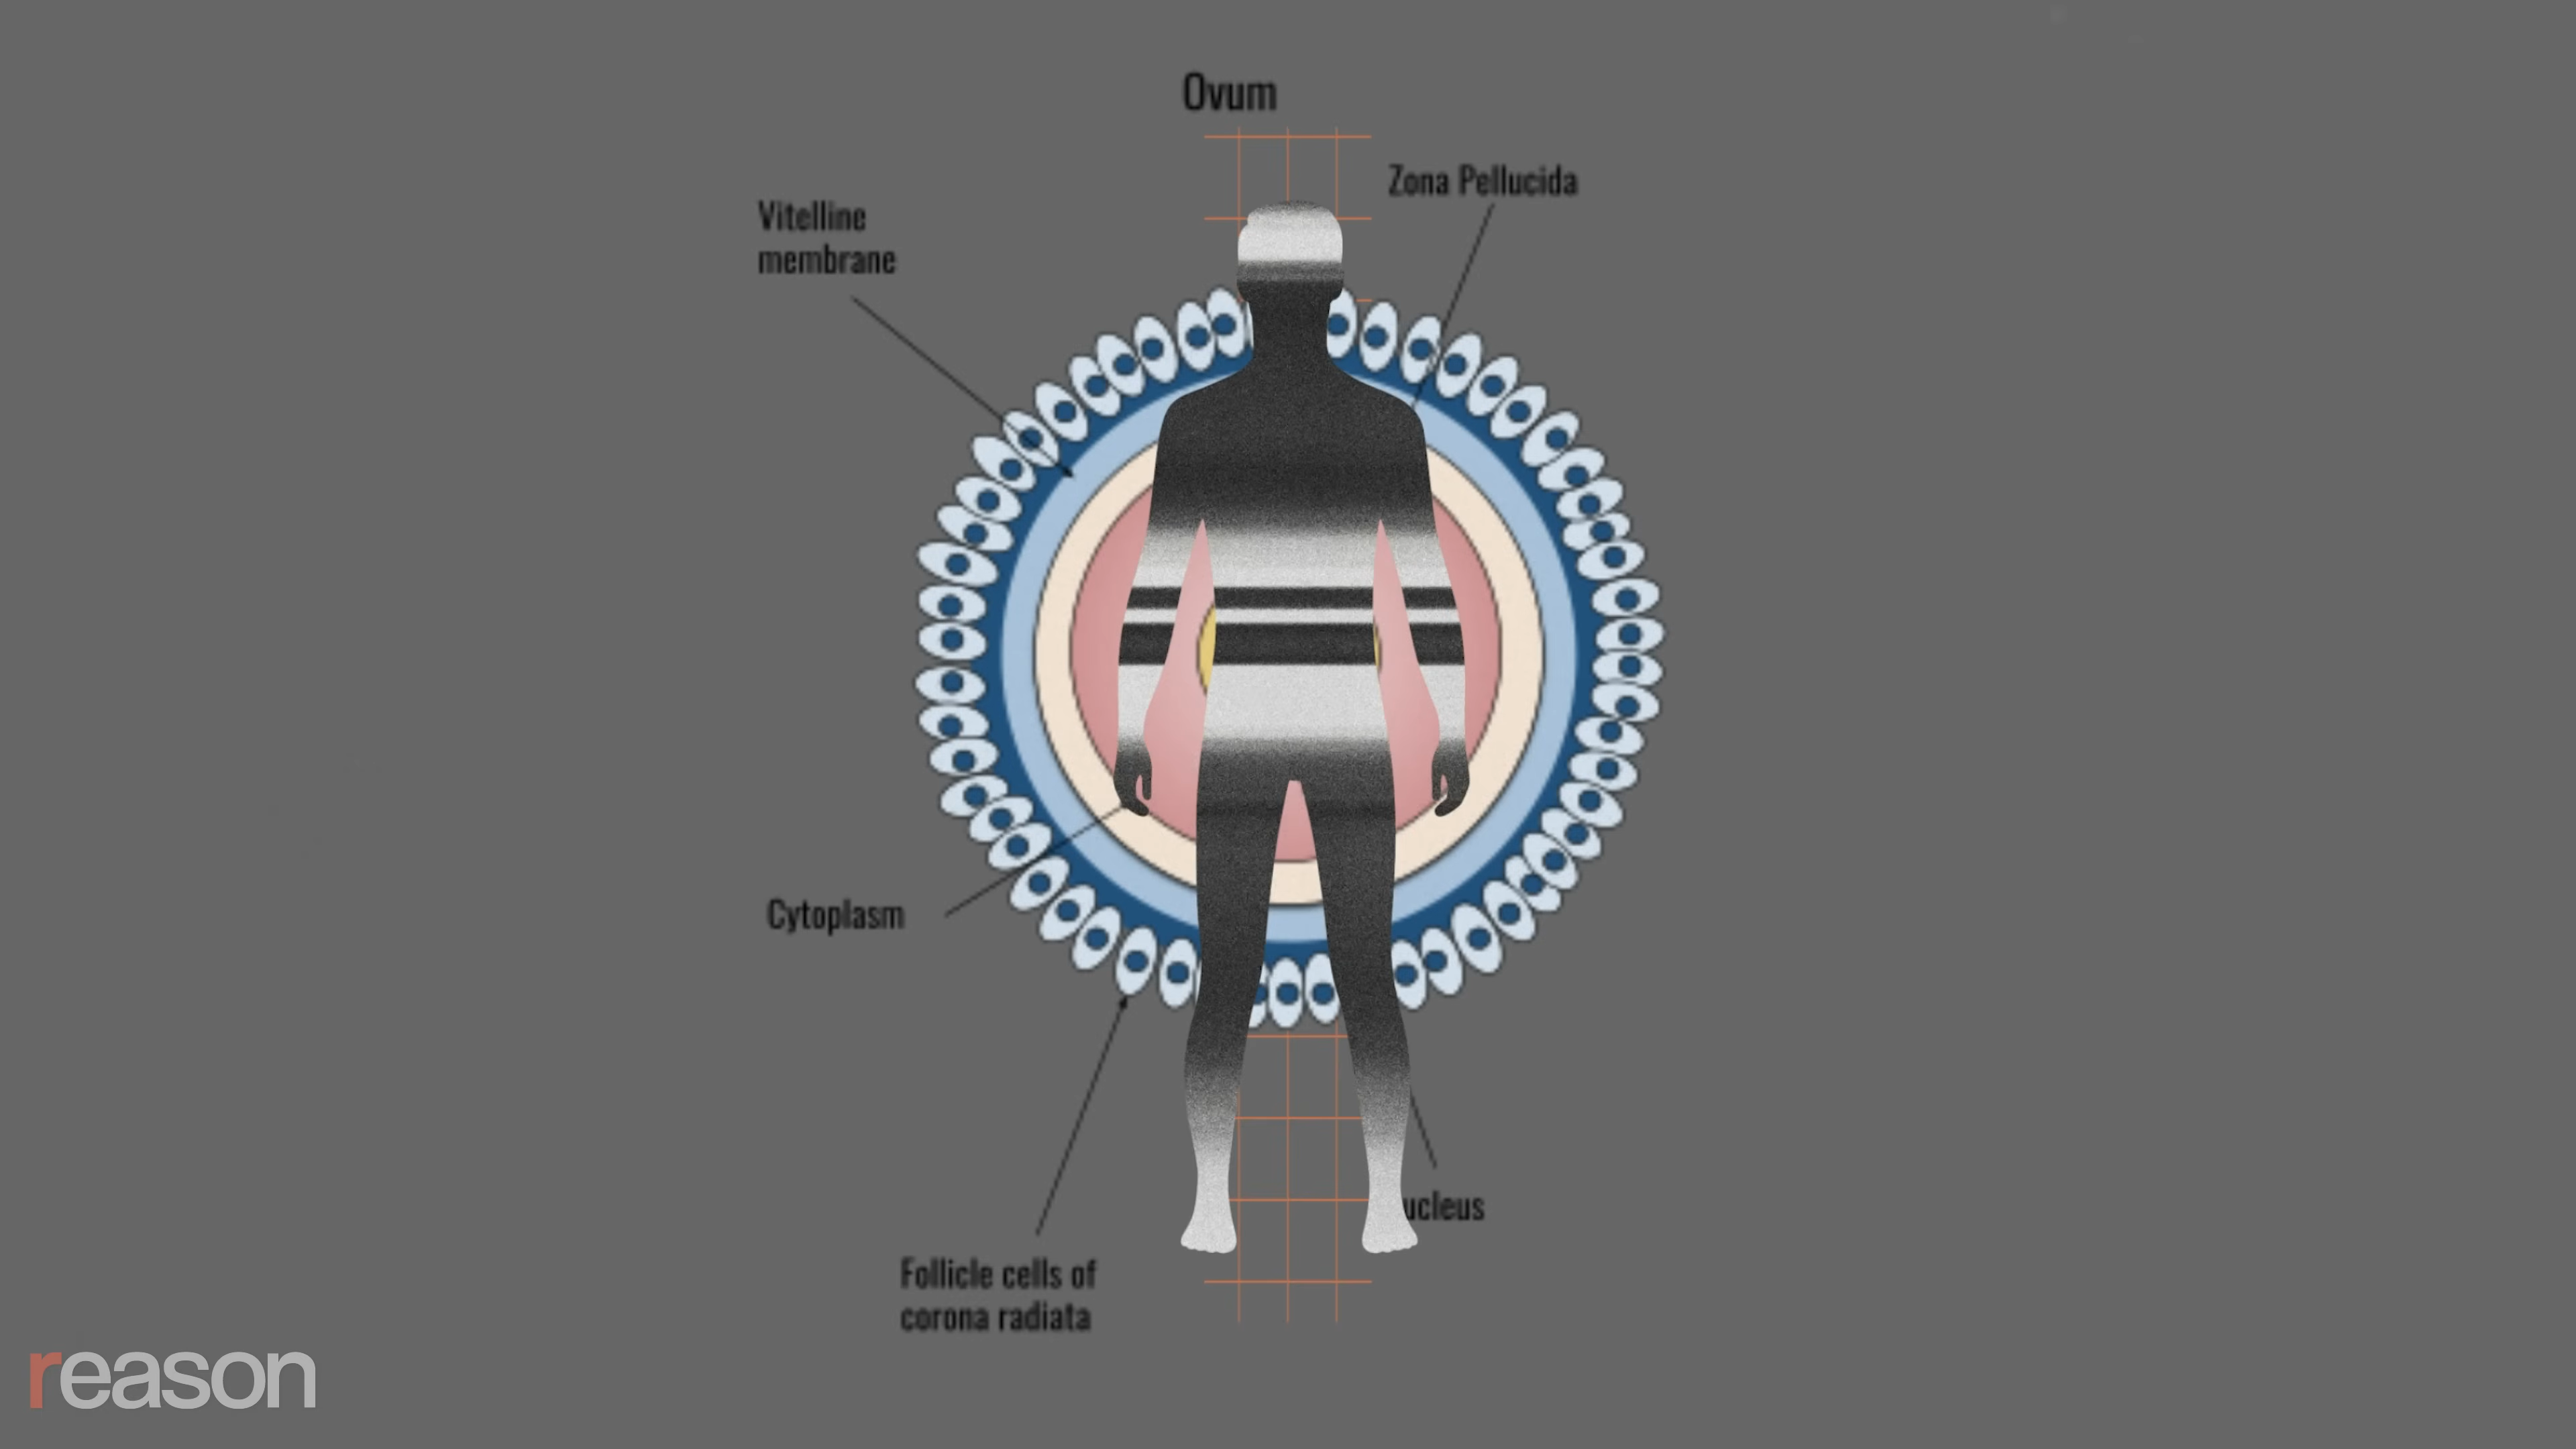 Ovum
Zona Pellucida
Vitelline
membrane
Cytoplasm
ucleus
Follicle cells of
corona radiata
reason